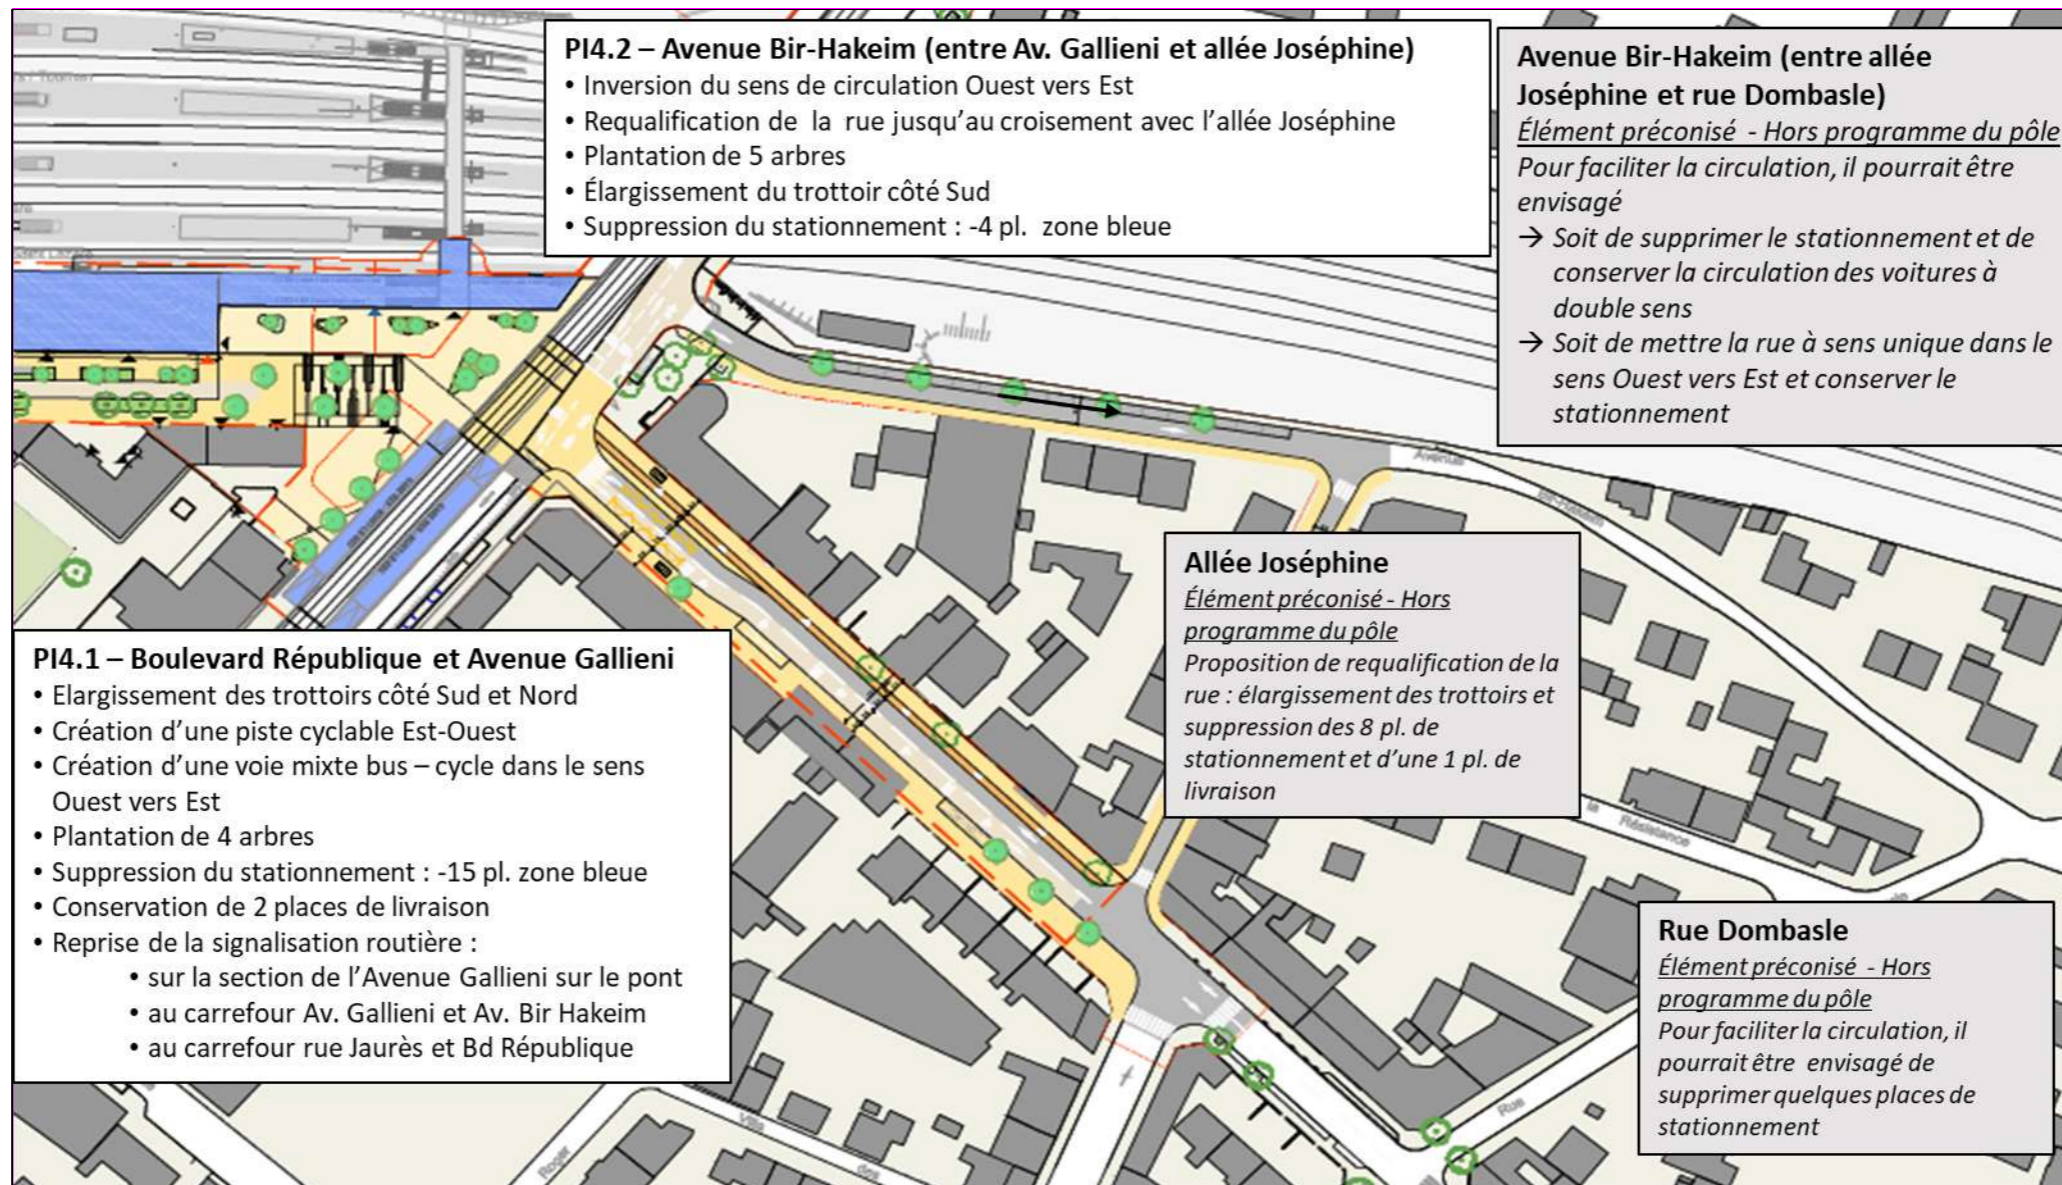 PI4.2 – Avenue Bir-Hakeim (entre Av. Gallieni et allée Joséphine)
• Inversion du sens de circulation Ouest vers Est
• Requalification de la rue jusqu'au croisement avec l'allée Joséphine
• Plantation de 5 arbres
• Élargissement du trottoir côté Sud
• Suppression du stationnement : -4 pl. zone bleue
Avenue Bir-Hakeim (entre allée
Joséphine et rue Dombasle)
Élément préconisé - Hors programme du pôle
Pour faciliter la circulation, il pourrait être
envisagé
→ Soit de supprimer le stationnement et de
conserver la circulation des voitures à
double sens
→ Soit de mettre la rue à sens unique dans le
sens Ouest vers Est et conserver le
stationnement
Avenue
Bir-Hakeim
Allée Joséphine
Élément préconisé - Hors
programme du pôle
Proposition de requalification de la
rue : élargissement des trottoirs et
suppression des 8 pl. de
stationnement et d'une 1 pl. de
livraison
PI4.1 – Boulevard République et Avenue Gallieni
• Elargissement des trottoirs côté Sud et Nord
• Création d'une piste cyclable Est-Ouest
• Création d'une voie mixte bus – cycle dans le sens
Ouest vers Est
• Plantation de 4 arbres
• Suppression du stationnement : -15 pl. zone bleue
• Conservation de 2 places de livraison
• Reprise de la signalisation routière :
• sur la section de l'Avenue Gallieni sur le pont
• au carrefour Av. Gallieni et Av. Bir Hakeim
• au carrefour rue Jaurès et Bd République
la Résistance
Rue Dombasle
Élément préconisé - Hors
programme du pôle
Pour faciliter la circulation, il
pourrait être envisagé de
supprimer quelques places de
stationnement
Rue
Roger
Villa
des